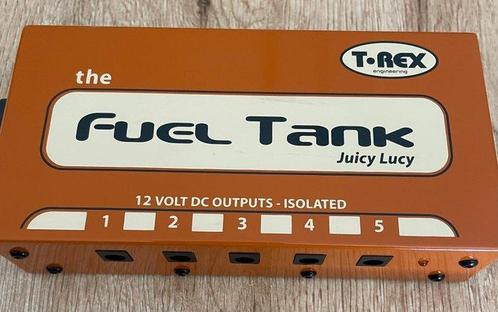 T·REX
engineering
the
FUEL TANK
Juicy Lucy
12 VOLT DC OUTPUTS - ISOLATED
1 2 3 4 5